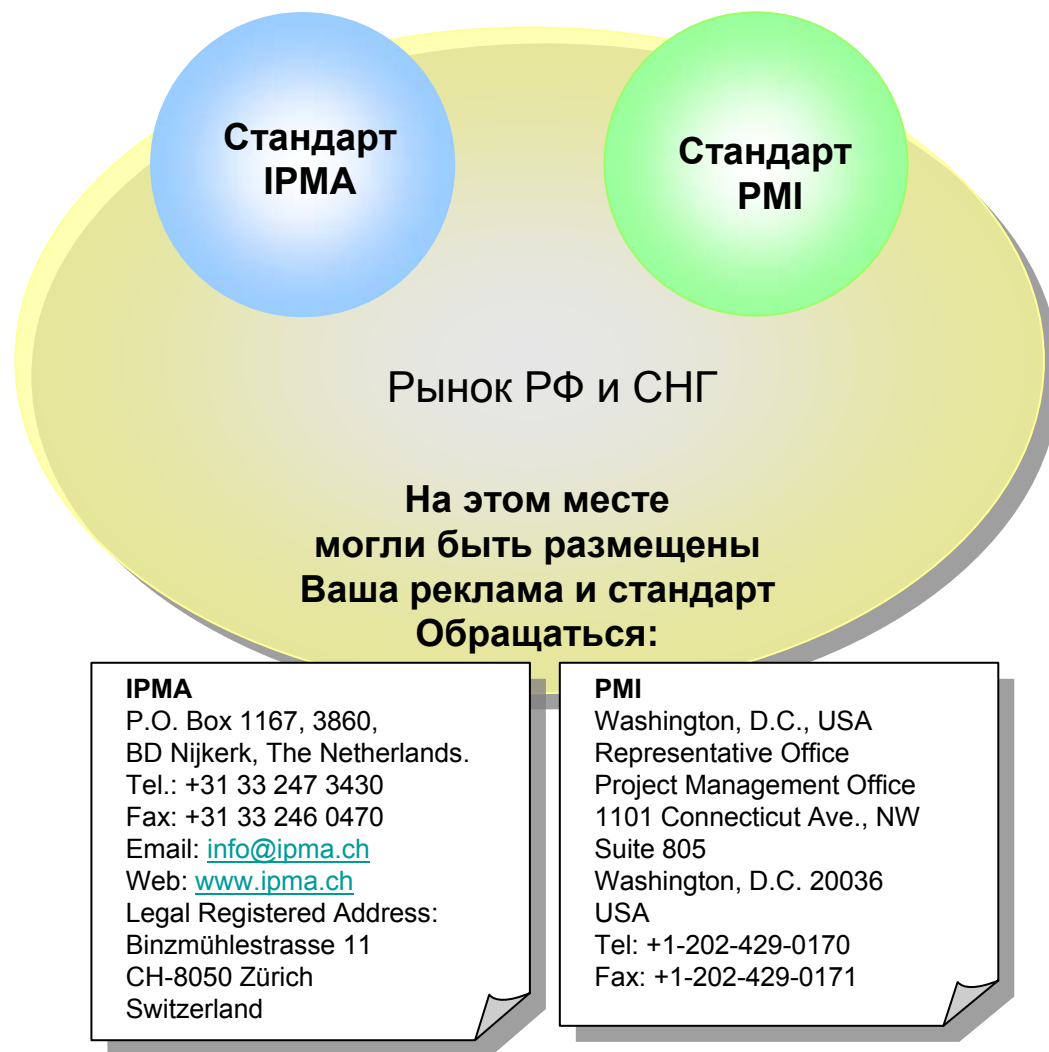 Стандарт
IPMA
Стандарт
PMI
Рынок РФ и СНГ
На этом месте
могли быть размещены
Ваша реклама и стандарт
Обращаться:
IPMA
P.O. Box 1167, 3860,
BD Nijkerk, The Netherlands.
Tel.: +31 33 247 3430
Fax: +31 33 246 0470
Email: info@ipma.ch
Web: www.ipma.ch
Legal Registered Address:
Binzmühlestrasse 11
CH-8050 Zürich
Switzerland
PMI
Washington, D.C., USA
Representative Office
Project Management Office
1101 Connecticut Ave., NW
Suite 805
Washington, D.C. 20036
USA
Tel: +1-202-429-0170
Fax: +1-202-429-0171